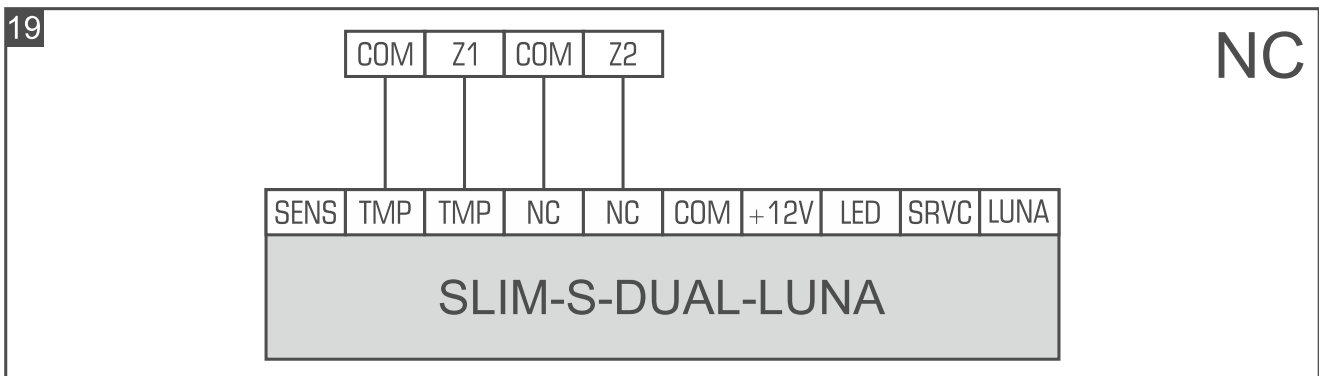 19
NC
COM Z1 COM Z2
SENS TMP TMP NC NC COM +12V LED SRVC LUNA
SLIM-S-DUAL-LUNA